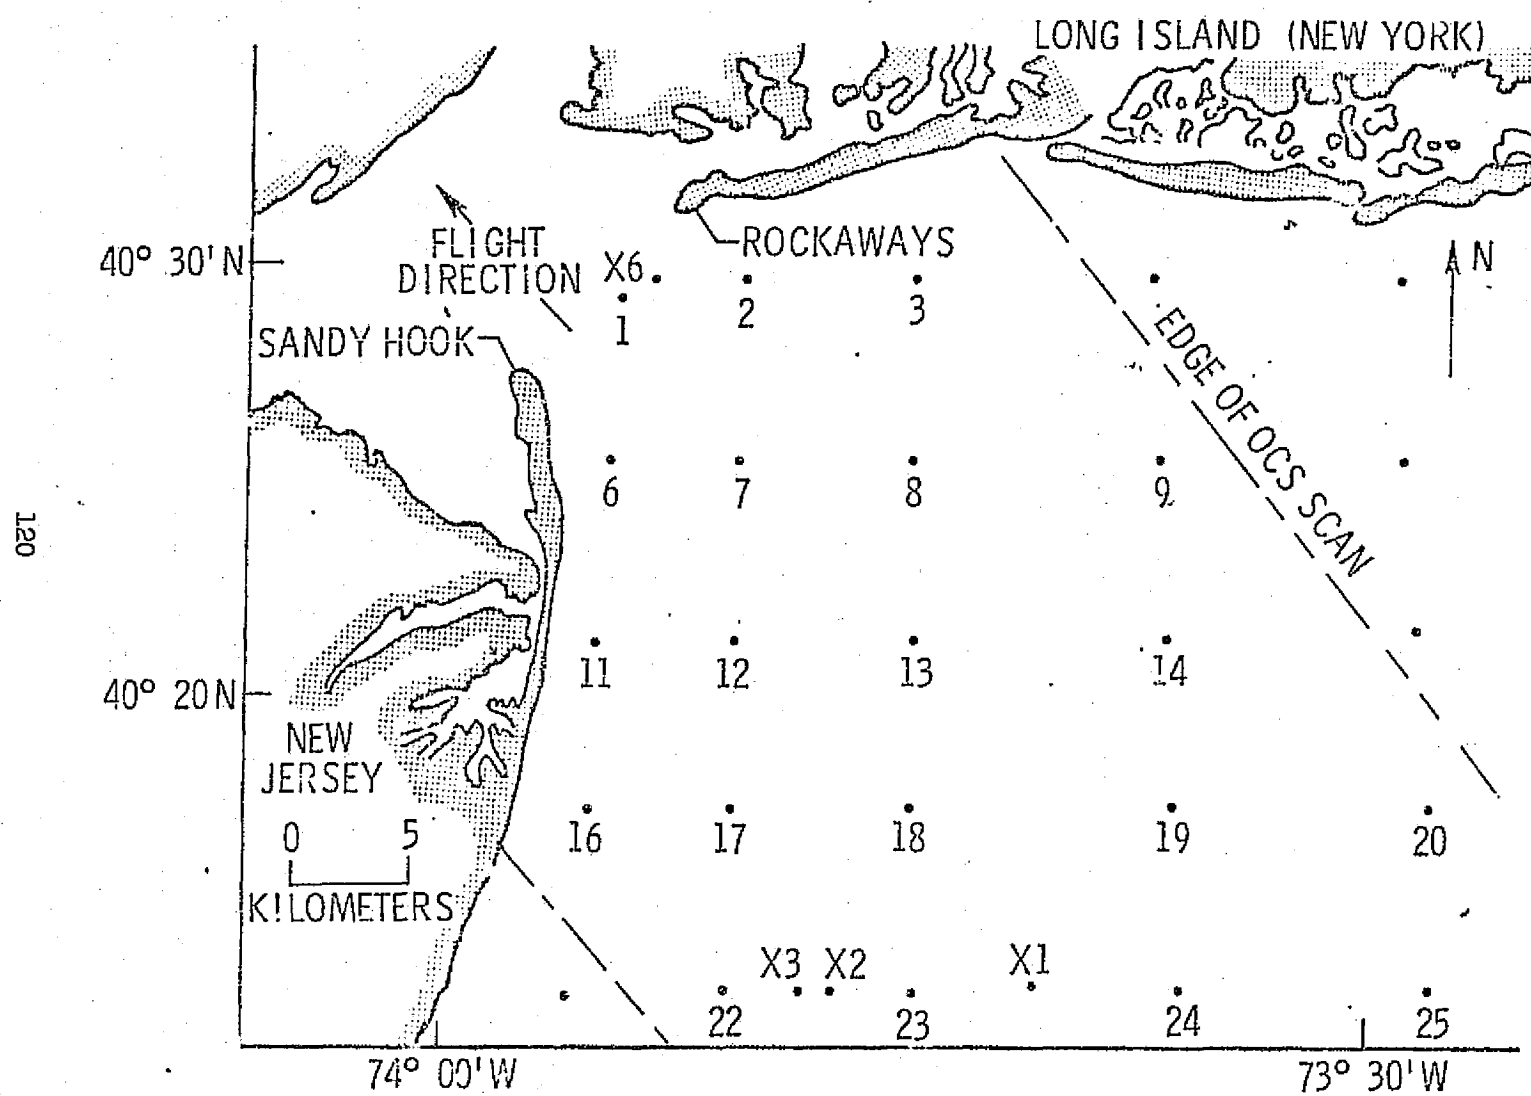 LONG ISLAND (NEW YORK)
FLIGHT
DIRECTION
ROCKAWAYS
N
40° 30'N
X6
1
2
3
SANDY HOOK
EDGE OF OCS SCAN
6
7
8
9
120
11
12
13
14
40° 20N
NEW
JERSEY
0 5
KILOMETERS
16
17
18
19
20
X3
X2
X1
22
23
24
25
74° 00'W
73° 30'W